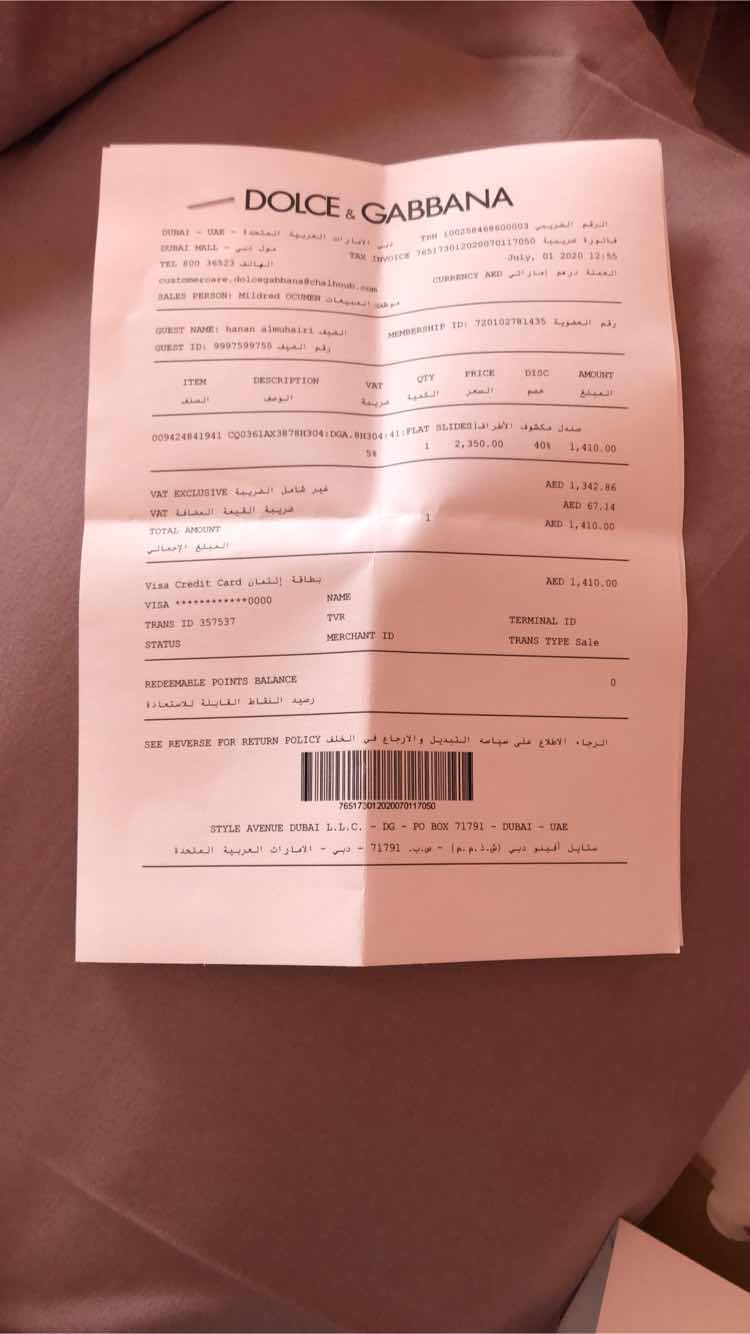 DOLCE & GABBANA
DUBAI - UAE - دبي الامارات العربية المتحدة
TRN 100258468600003 الرقم الضريبي
DUBAI MALL - مول دبي
TAX INVOICE 765173012020070117050 فاتورة ضريبية
TEL 800 36523 الهاتف
July, 01 2020 12:55
customercare.dolcegabbana@chalhoub.com
CURRENCY AED العملة درهم إماراتي
SALES PERSON: Mildred OCUMEN موظف المبيعات
GUEST NAME: hanan almuhairi الضيف
MEMBERSHIP ID: 720102781435 رقم العضوية
GUEST ID: 9997599755 رقم الضيف
ITEM DESCRIPTION VAT QTY PRICE DISC AMOUNT
الصنف الوصف ضريبة الكمية السعر خصم المبلغ
009424841941 CQ0361AX3878H304:DGA.8H304:41:FLAT SLIDES|صندل مكشوف الأطراف
5% 1 2,350.00 40% 1,410.00
VAT EXCLUSIVE غير شامل الضريبة AED 1,342.86
VAT ضريبة القيمة المضافة AED 67.14
TOTAL AMOUNT 1 AED 1,410.00
المبلغ الإجمالي
Visa Credit Card بطاقة إئتمان AED 1,410.00
VISA ************0000 NAME
TRANS ID 357537 TVR TERMINAL ID
STATUS MERCHANT ID TRANS TYPE Sale
REDEEMABLE POINTS BALANCE 0
رصيد النقاط القابلة للاستعادة
SEE REVERSE FOR RETURN POLICY الرجاء الاطلاع على سياسه التبديل والارجاع في الخلف
765173012020070117050
STYLE AVENUE DUBAI L.L.C. - DG - PO BOX 71791 - DUBAI - UAE
ستايل أفينو دبي (ش.ذ.م.م) - ص.ب. 71791 - دبي - الامارات العربية المتحدة